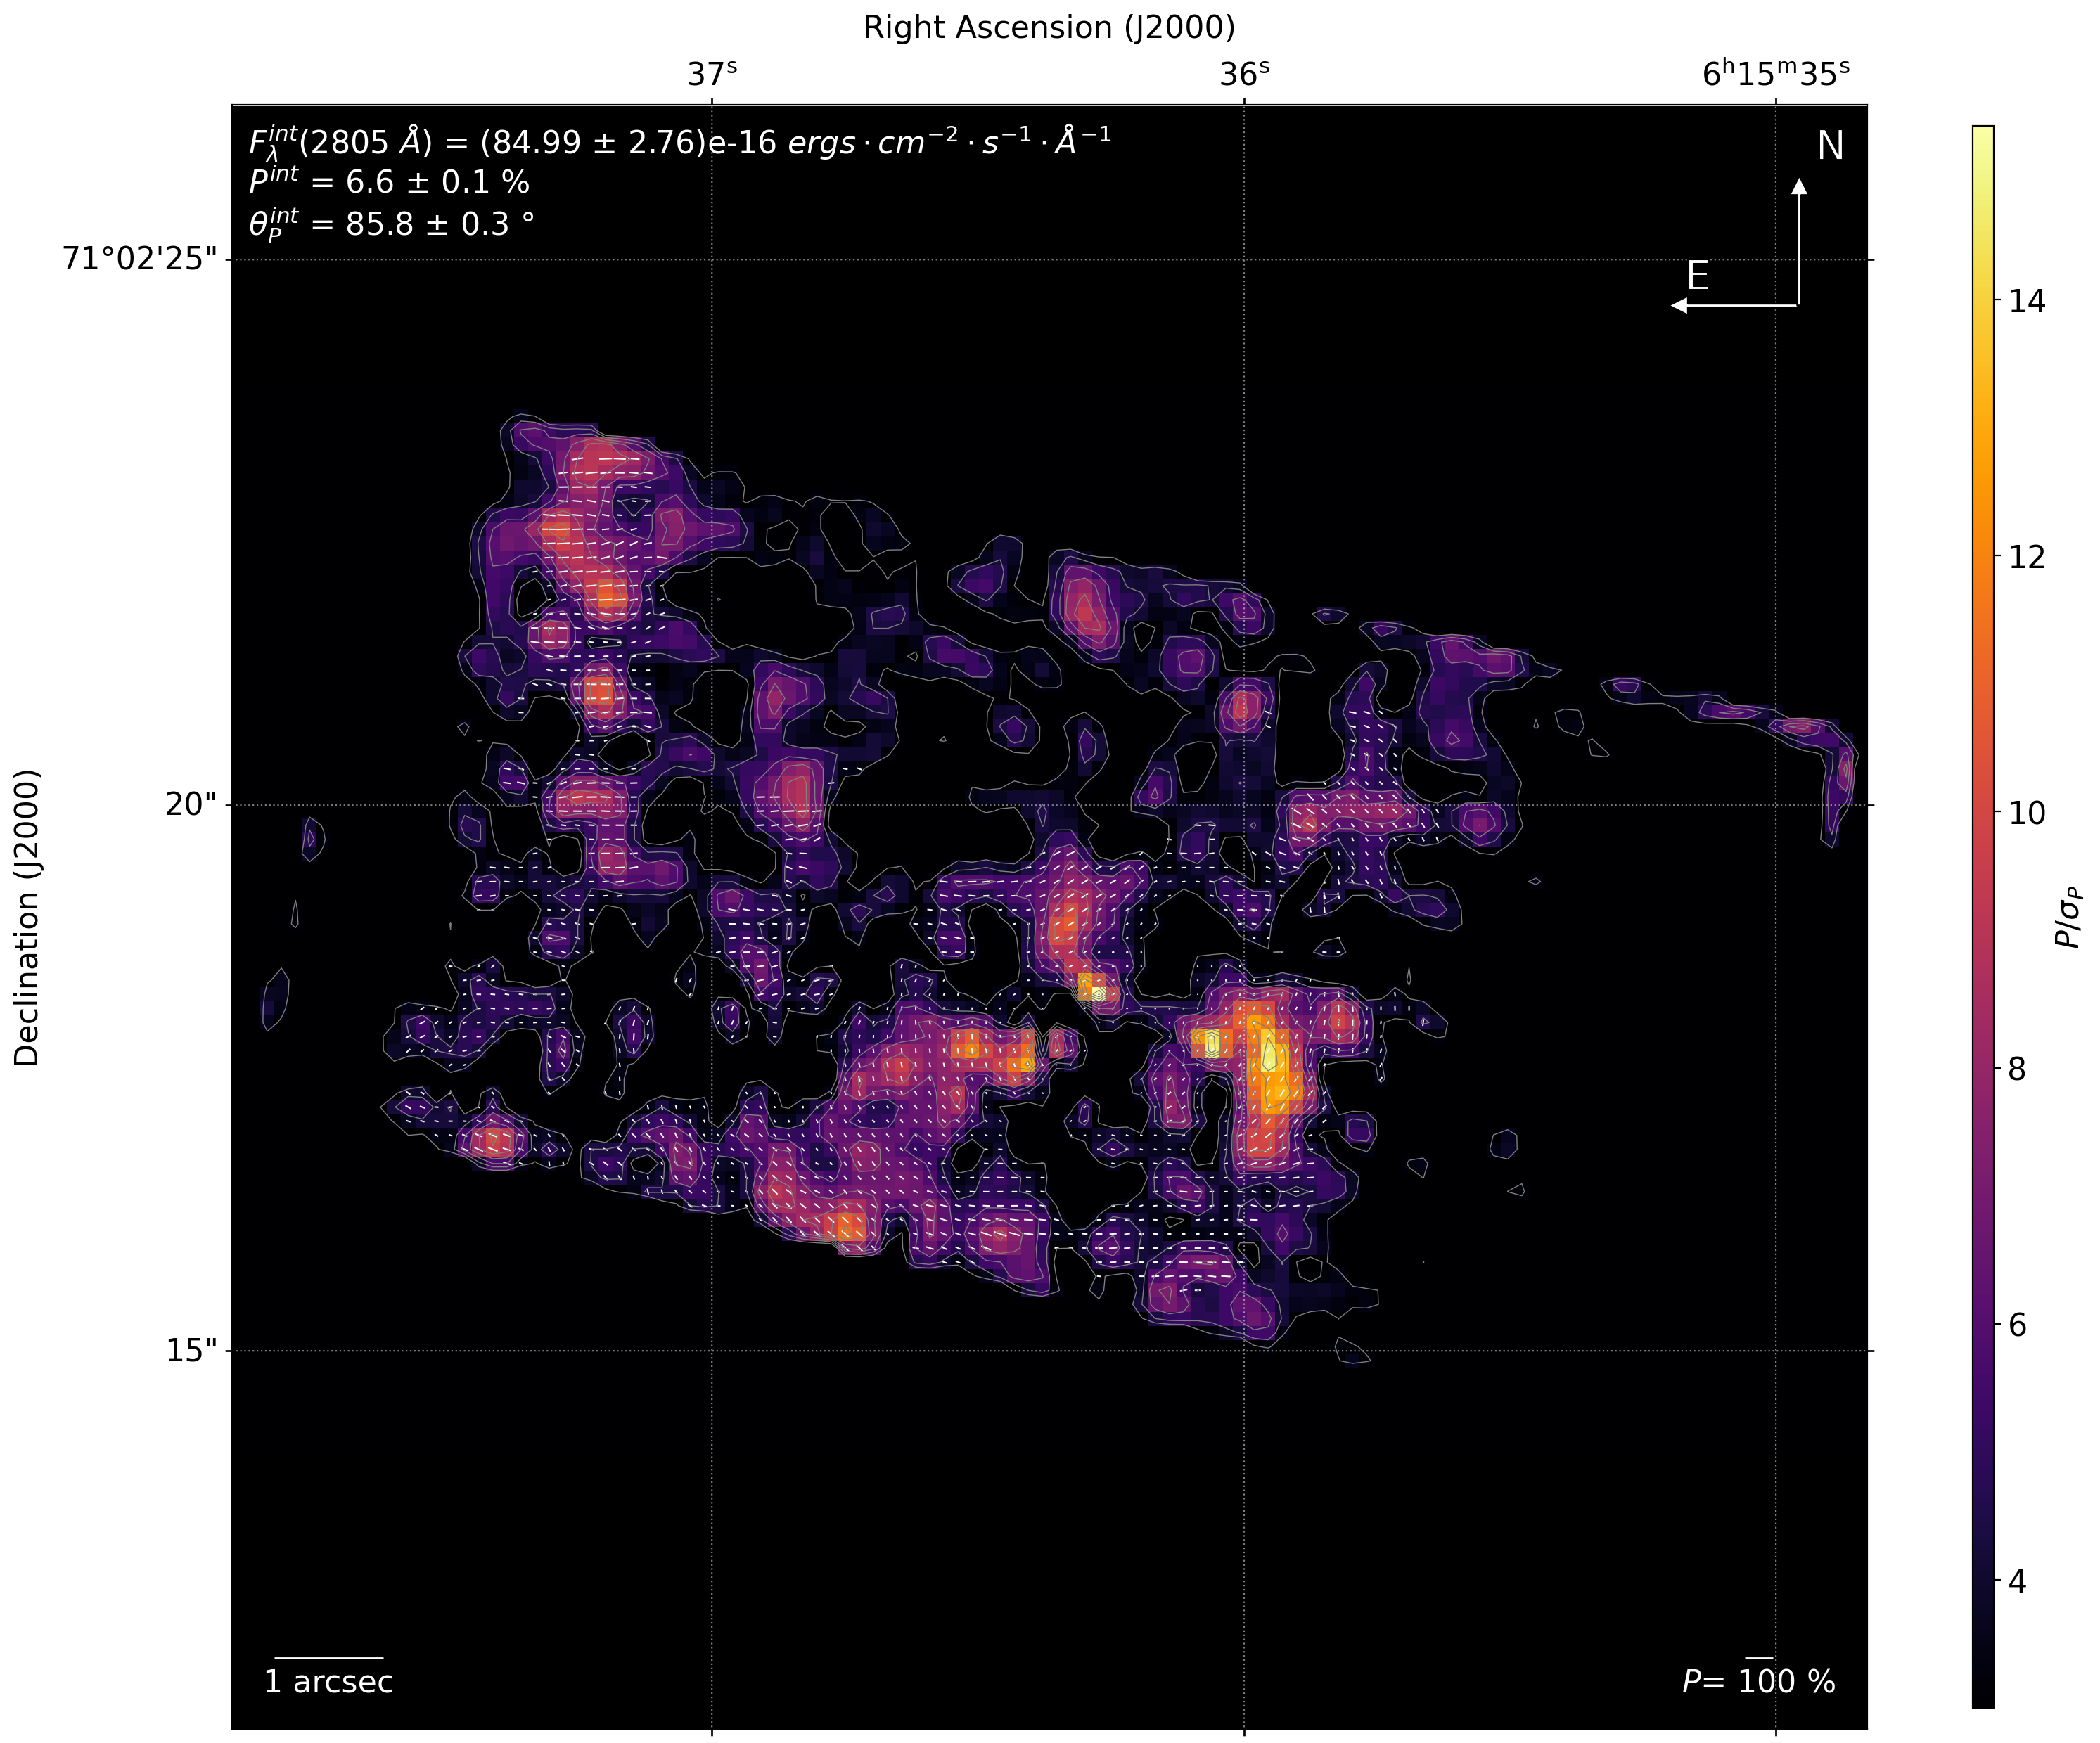 Right Ascension (J2000)
37ˢ 36ˢ 6ʰ15ᵐ35ˢ
F_λ^int(2805 Å) = (84.99 ± 2.76)e-16 ergs · cm⁻² · s⁻¹ · Å⁻¹
P^int = 6.6 ± 0.1 %
θ_P^int = 85.8 ± 0.3 °
N
E
71°02'25"
20"
15"
Declination (J2000)
1 arcsec
P= 100 %
14
12
10
8
6
4
P/σ_P